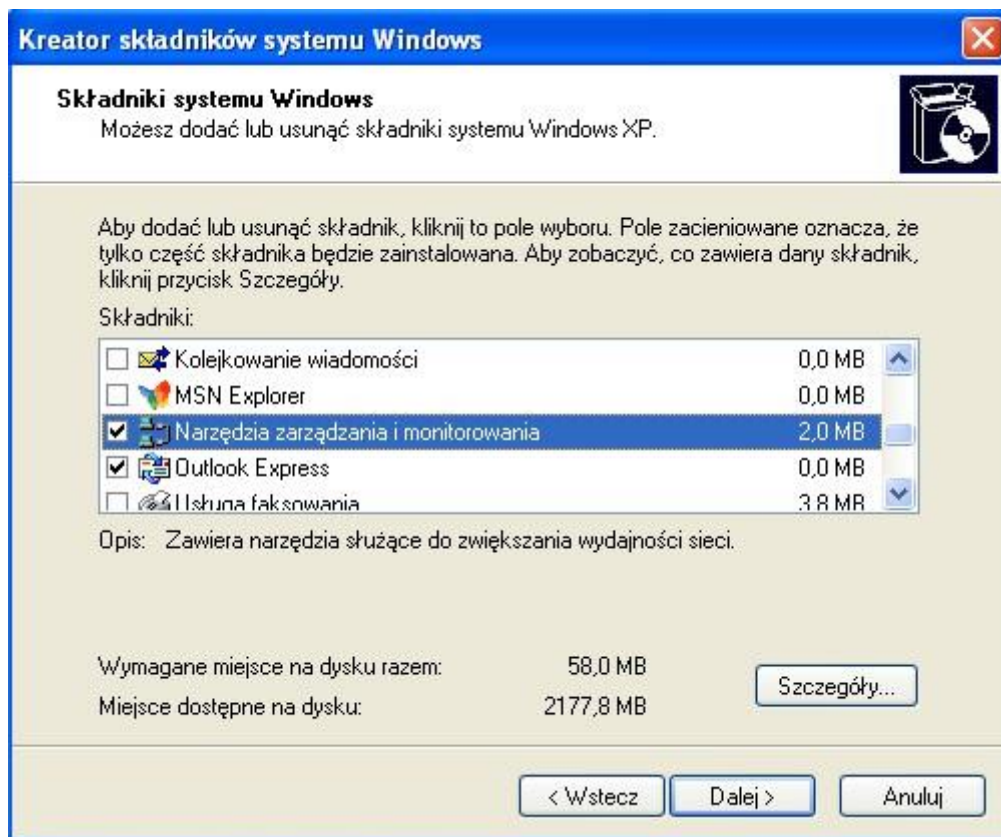 Kreator składników systemu Windows
Składniki systemu Windows
Możesz dodać lub usunąć składniki systemu Windows XP.
Aby dodać lub usunąć składnik, kliknij to pole wyboru. Pole zacieniowane oznacza, że
tylko część składnika będzie zainstalowana. Aby zobaczyć, co zawiera dany składnik,
kliknij przycisk Szczegóły.
Składniki:
Kolejkowanie wiadomości 0,0 MB
MSN Explorer 0,0 MB
Narzędzia zarządzania i monitorowania 2,0 MB
Outlook Express 0,0 MB
Usługa faksowania 3,8 MB
Opis: Zawiera narzędzia służące do zwiększania wydajności sieci.
Wymagane miejsce na dysku razem: 58,0 MB
Miejsce dostępne na dysku: 2177,8 MB
Szczegóły...
< Wstecz Dalej > Anuluj